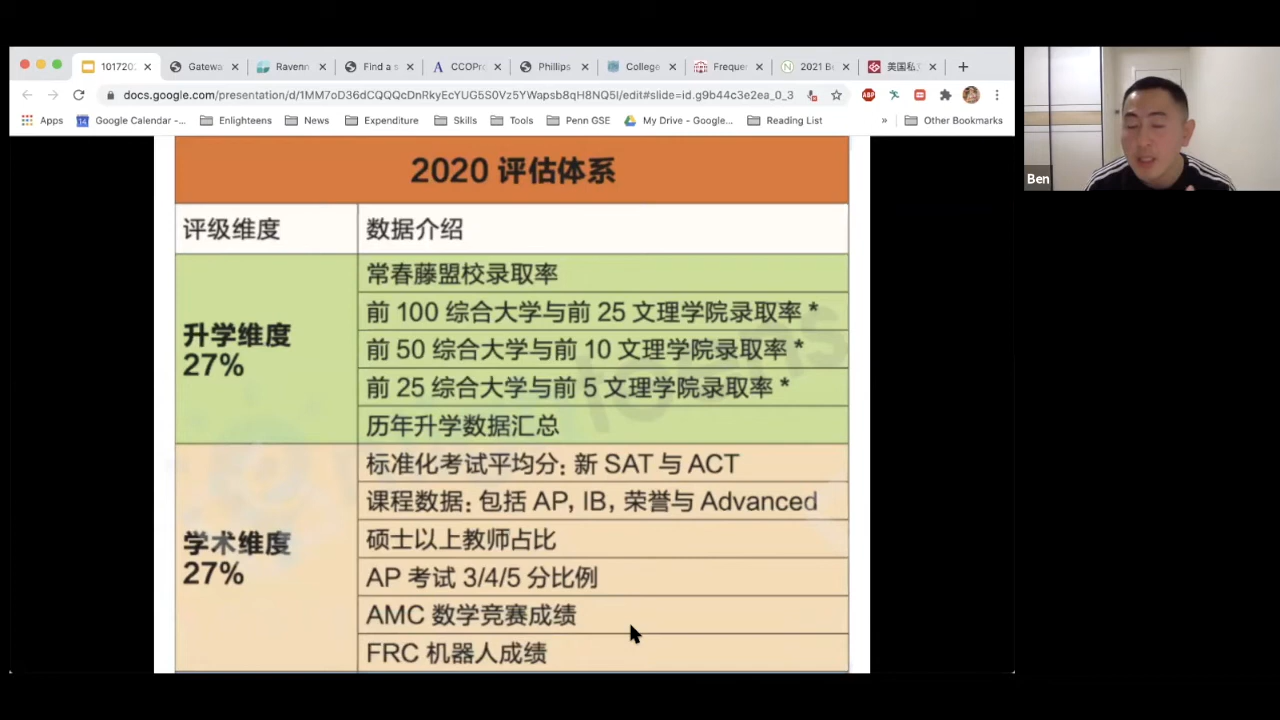 101720
Gatewa
Ravenn
Find a s
CCOPr
Phillips
College
Frequer
2021 B
美国私
docs.google.com/presentation/d/1MM7oD36dCQQQcDnRkyEcYUG5S0Vz5YWapsb8qH8NQ5I/edit#slide=id.g9b44c3e2ea_0_3
ABP
Apps
Google Calendar -...
Enlighteens
News
Expenditure
Skills
Tools
Penn GSE
My Drive - Google...
Reading List
»
Other Bookmarks
Ben
2020 评估体系
评级维度
数据介绍
升学维度
27%
常春藤盟校录取率
前 100 综合大学与前 25 文理学院录取率 *
前 50 综合大学与前 10 文理学院录取率 *
前 25 综合大学与前 5 文理学院录取率 *
历年升学数据汇总
学术维度
27%
标准化考试平均分: 新 SAT 与 ACT
课程数据: 包括 AP, IB, 荣誉与 Advanced
硕士以上教师占比
AP 考试 3/4/5 分比例
AMC 数学竞赛成绩
FRC 机器人成绩